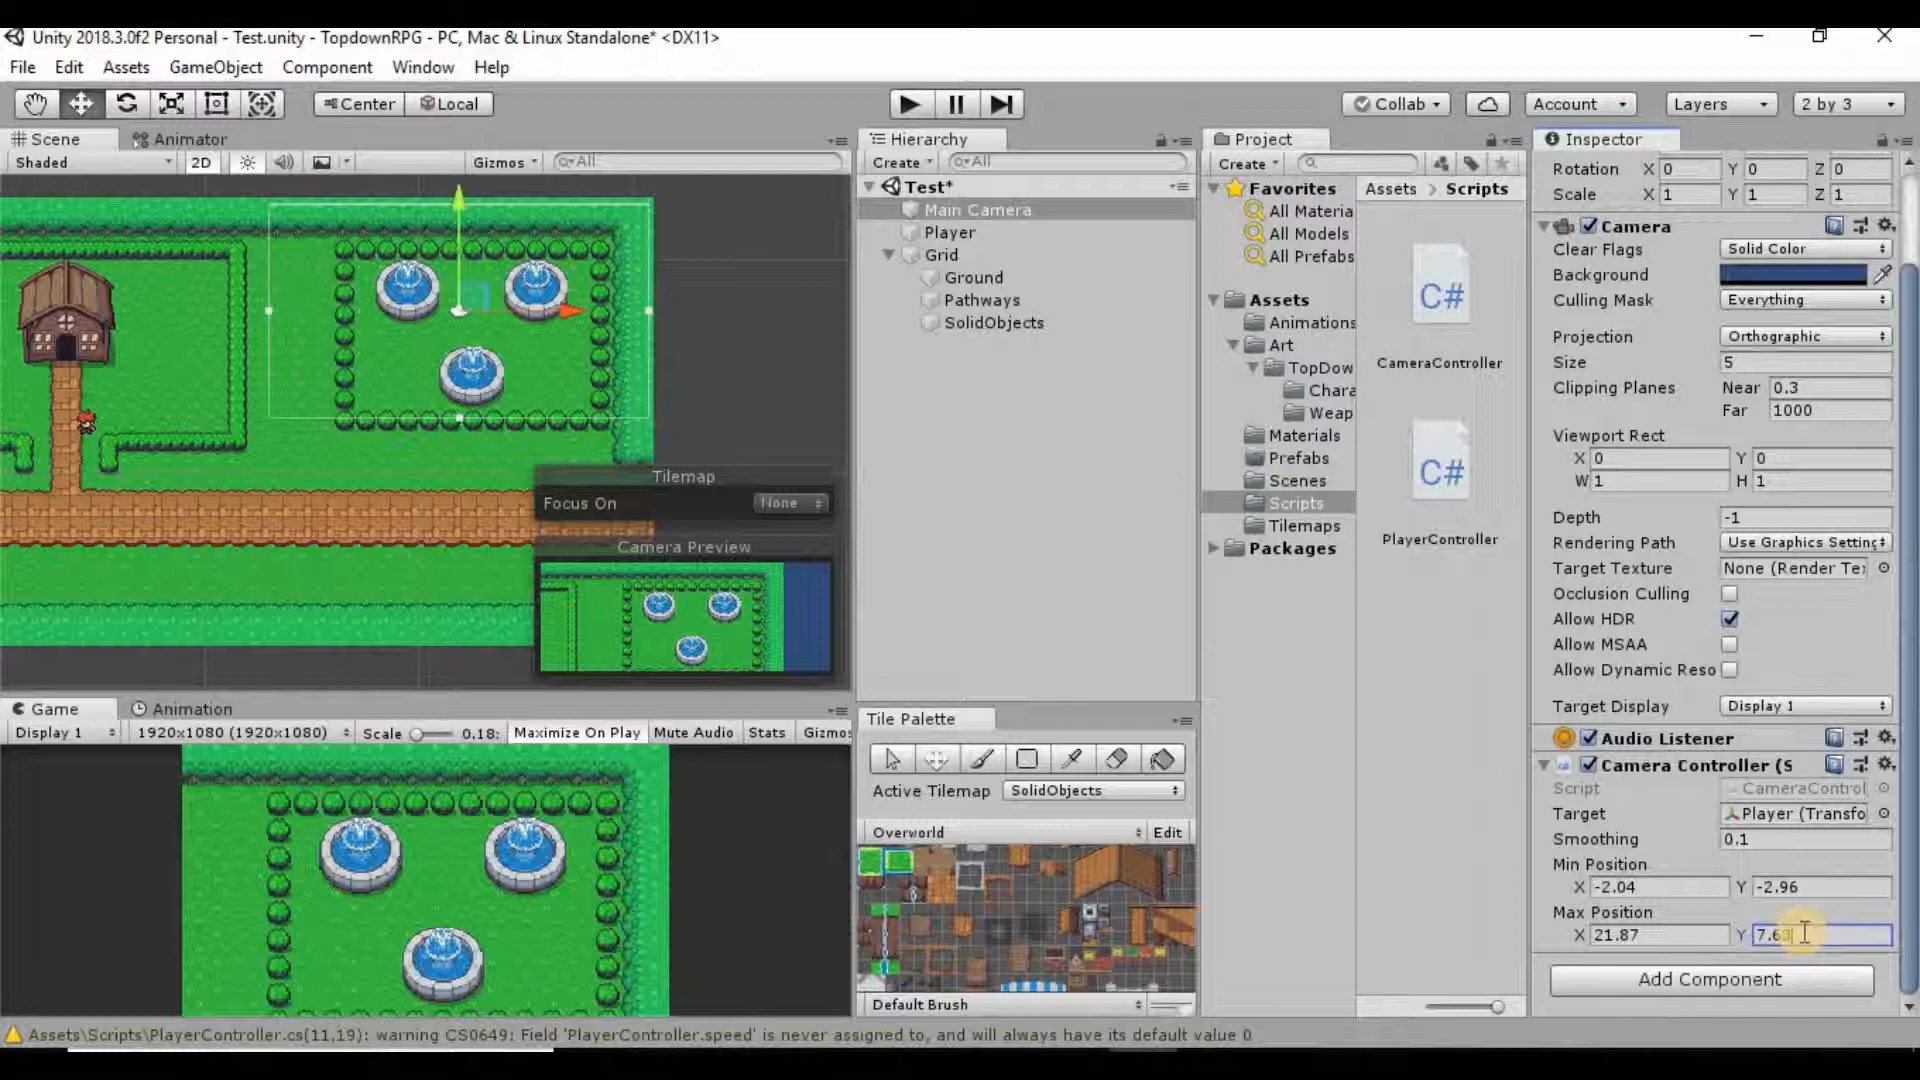 Unity 2018.3.0f2 Personal - Test.unity - TopdownRPG - PC, Mac & Linux Standalone* <DX11>
File Edit Assets GameObject Component Window Help
Center Local Collab Account Layers 2 by 3
Scene Animator
Shaded 2D Gizmos All
Tilemap
Focus On None
Camera Preview
Game Animation
Display 1 1920x1080 (1920x1080) Scale 0.18: Maximize On Play Mute Audio Stats Gizmos
Hierarchy
Create All
Test*
Main Camera
Player
Grid
Ground
Pathways
SolidObjects
Tile Palette
Active Tilemap SolidObjects
Overworld Edit
Default Brush
Project
Create
Favorites
All Materia
All Models
All Prefabs
Assets
Animations
Art
TopDow
Chara
Weap
Materials
Prefabs
Scenes
Scripts
Tilemaps
Packages
Assets > Scripts
C#
CameraController
C#
PlayerController
Inspector
Rotation X 0 Y 0 Z 0
Scale X 1 Y 1 Z 1
Camera
Clear Flags Solid Color
Background
Culling Mask Everything
Projection Orthographic
Size 5
Clipping Planes Near 0.3
Far 1000
Viewport Rect
X 0 Y 0
W 1 H 1
Depth -1
Rendering Path Use Graphics Setting
Target Texture None (Render Te
Occlusion Culling
Allow HDR
Allow MSAA
Allow Dynamic Reso
Target Display Display 1
Audio Listener
Camera Controller (S
Script CameraControl
Target Player (Transfo
Smoothing 0.1
Min Position
X -2.04 Y -2.96
Max Position
X 21.87 Y 7.63
Add Component
Assets\Scripts\PlayerController.cs(11,19): warning CS0649: Field 'PlayerController.speed' is never assigned to, and will always have its default value 0